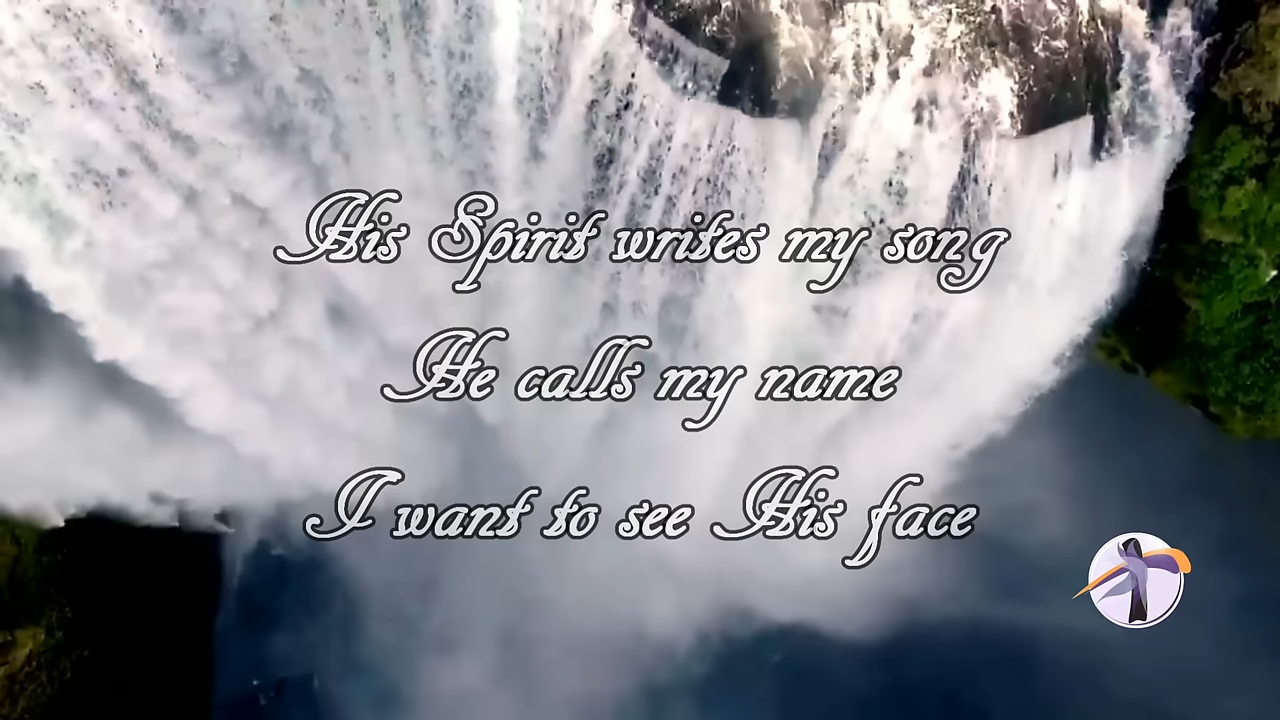 His Spirit writes my song
He calls my name
I want to see His face